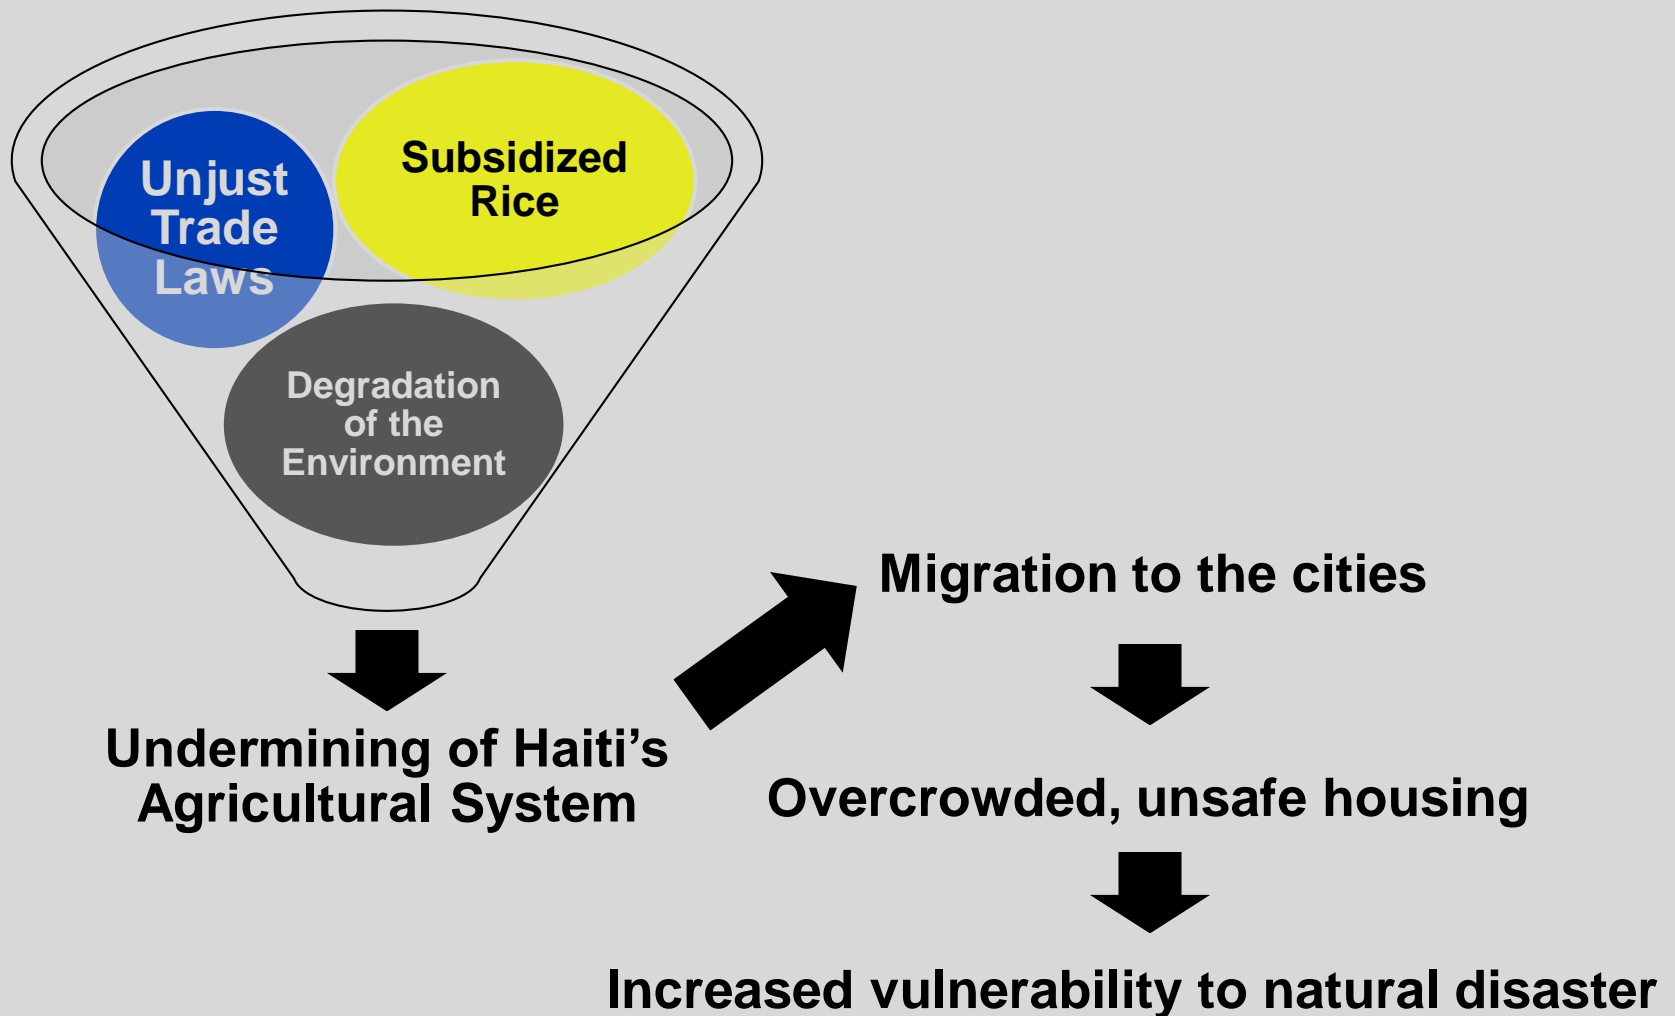 Unjust
Trade
Laws
Subsidized
Rice
Degradation
of the
Environment
Undermining of Haiti’s
Agricultural System
Migration to the cities
Overcrowded, unsafe housing
Increased vulnerability to natural disaster